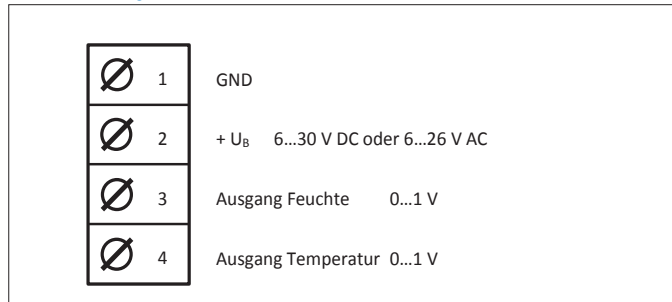 1 GND
2 + UB 6...30 V DC oder 6...26 V AC
3 Ausgang Feuchte 0...1 V
4 Ausgang Temperatur 0...1 V